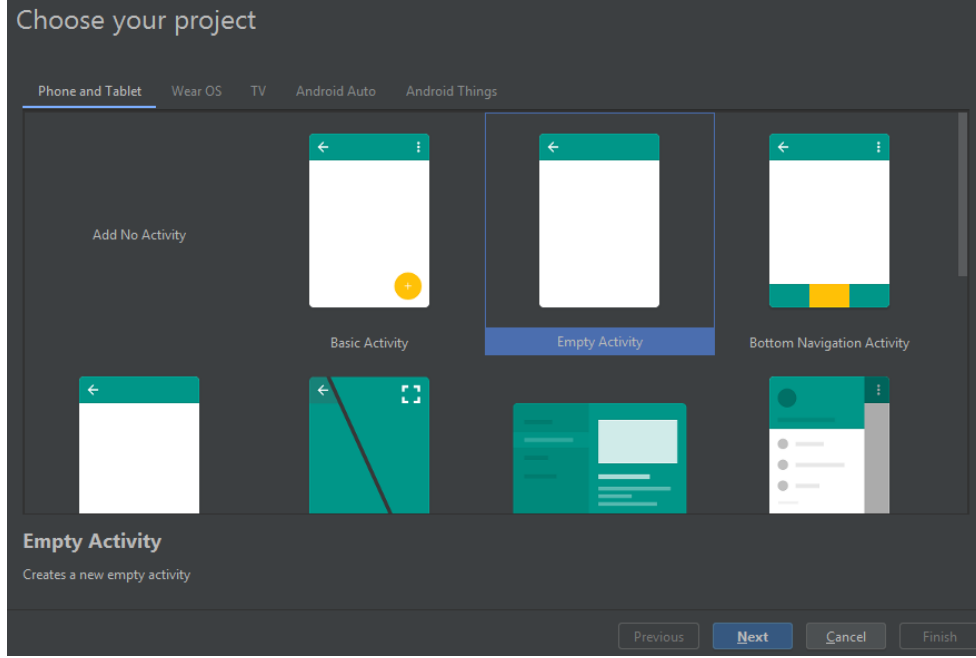 Choose your project
Phone and Tablet Wear OS TV Android Auto Android Things
Add No Activity
Basic Activity
Empty Activity
Bottom Navigation Activity
Empty Activity
Creates a new empty activity
Previous Next Cancel Finish